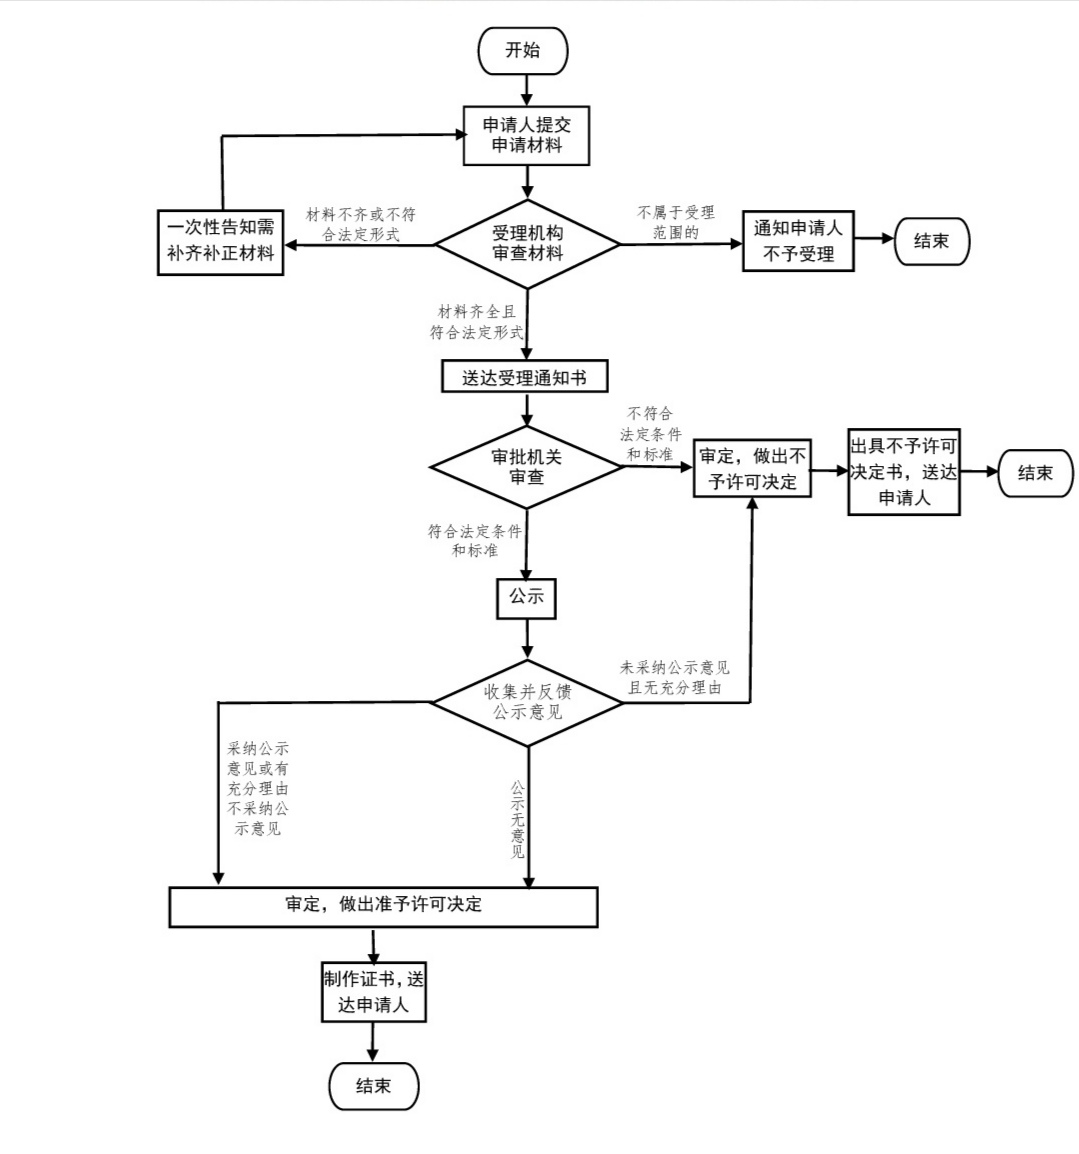 开始
申请人提交
申请材料
材料不齐或不符
合法定形式
不属于受理
范围的
一次性告知需
补齐补正材料
受理机构
审查材料
通知申请人
不予受理
结束
材料齐全且
符合法定形式
送达受理通知书
不符合
法定条件
和标准
审批机关
审查
审定，做出不
予许可决定
出具不予许可
决定书，送达
申请人
结束
符合法定条件
和标准
公示
未采纳公示意见
且无充分理由
收集并反馈
公示意见
采纳公示
意见或有
充分理由
不采纳公
示意见
公示无意见
审定，做出准予许可决定
制作证书，送
达申请人
结束